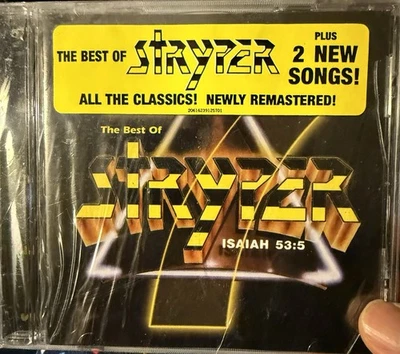 THE BEST OF STRYPER PLUS 2 NEW SONGS!
ALL THE CLASSICS! NEWLY REMASTERED!
The Best Of
STRYPER
ISAIAH 53:5